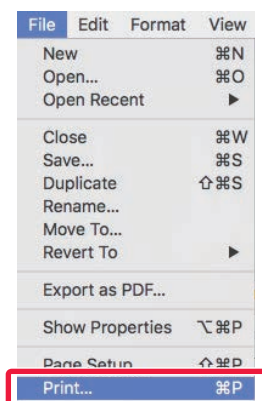 File Edit Format View
New ⌘N
Open... ⌘O
Open Recent ▶
Close ⌘W
Save... ⌘S
Duplicate ⇧⌘S
Rename...
Move To...
Revert To ▶
Export as PDF...
Show Properties ⌥⌘P
Page Setup ⇧⌘P
Print... ⌘P